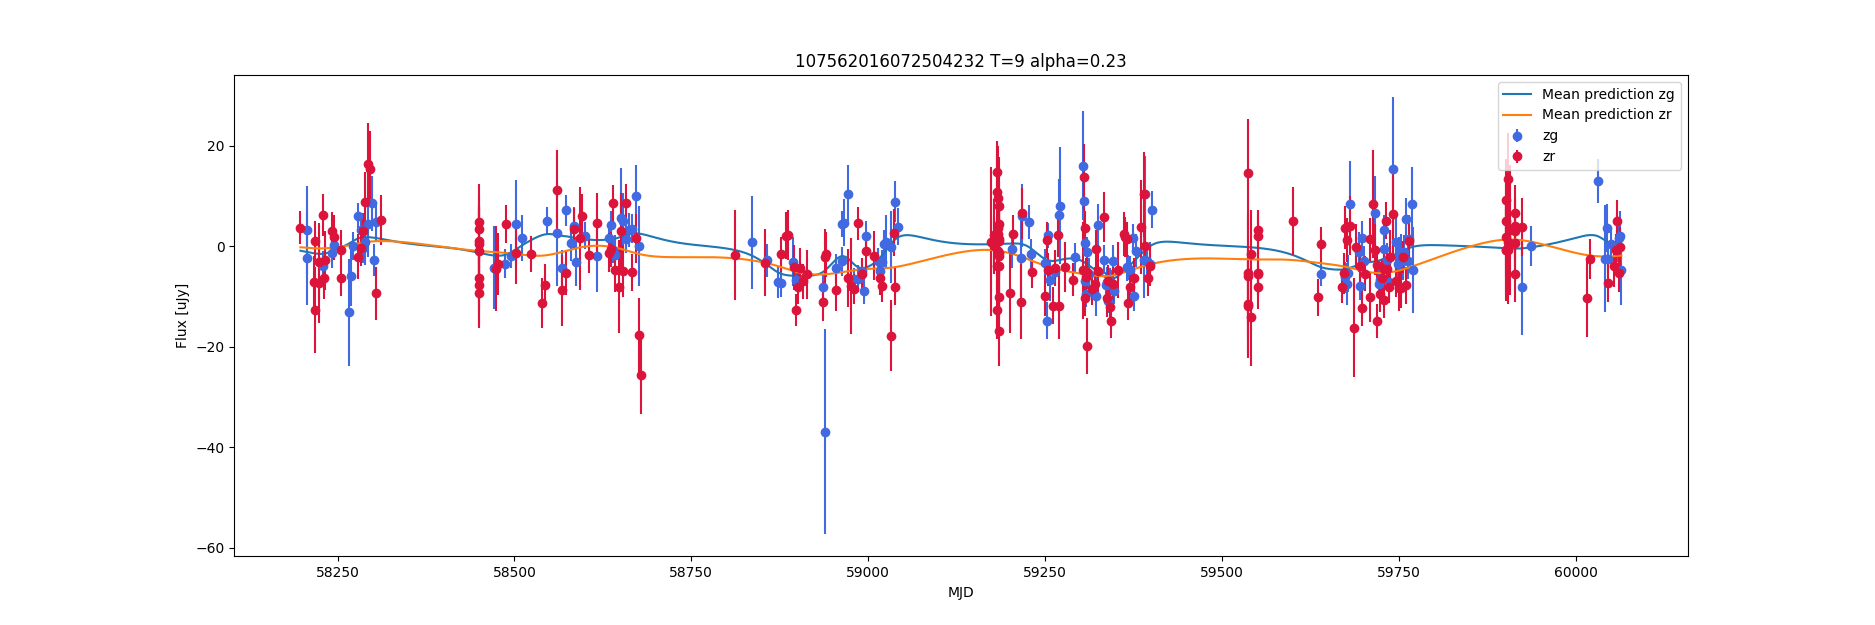 107562016072504232 T=9 alpha=0.23
Mean prediction zg
Mean prediction zr
zg
zr
Flux [uJy]
20
0
−20
−40
−60
58250 58500 58750 59000 59250 59500 59750 60000
MJD